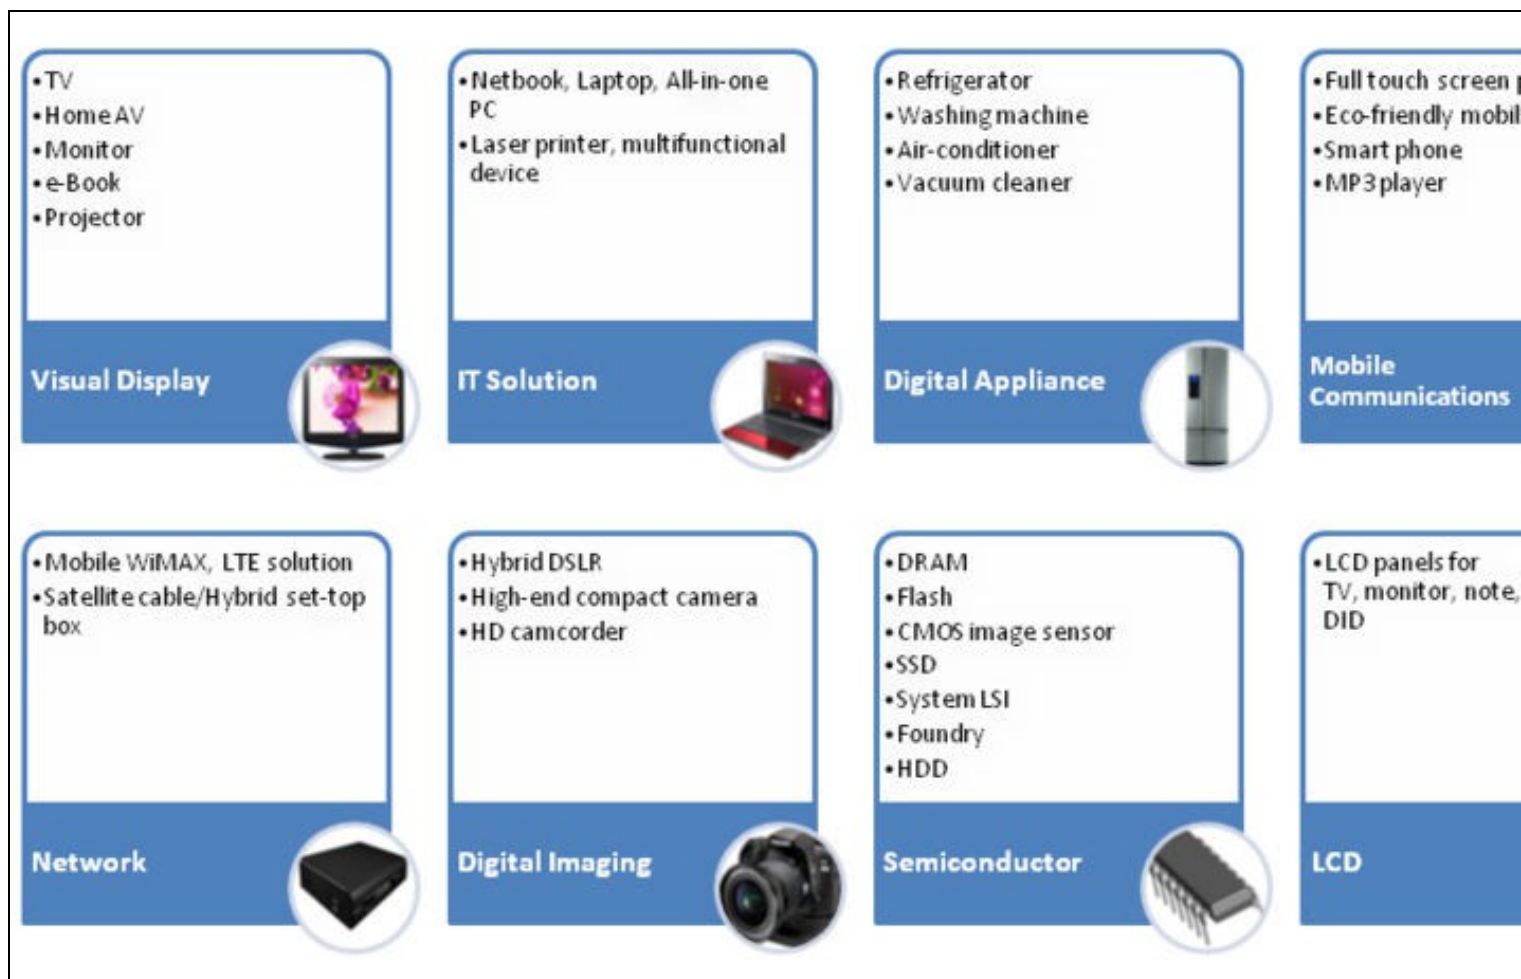 •TV
•Home AV
•Monitor
•e-Book
•Projector
Visual Display
•Netbook, Laptop, All-in-one
PC
•Laser printer, multifunctional
device
IT Solution
•Refrigerator
•Washing machine
•Air-conditioner
•Vacuum cleaner
Digital Appliance
•Full touch screen
•Eco-friendly
•Smart phone
•MP3 player
Mobile
Communications
•Mobile WiMAX, LTE solution
•Satellite cable/Hybrid set-top
box
Network
•Hybrid DSLR
•High-end compact camera
•HD camcorder
Digital Imaging
•DRAM
•Flash
•CMOS image sensor
•SSD
•System LSI
•Foundry
•HDD
Semiconductor
•LCD panels for
TV, monitor, note,
DID
LCD